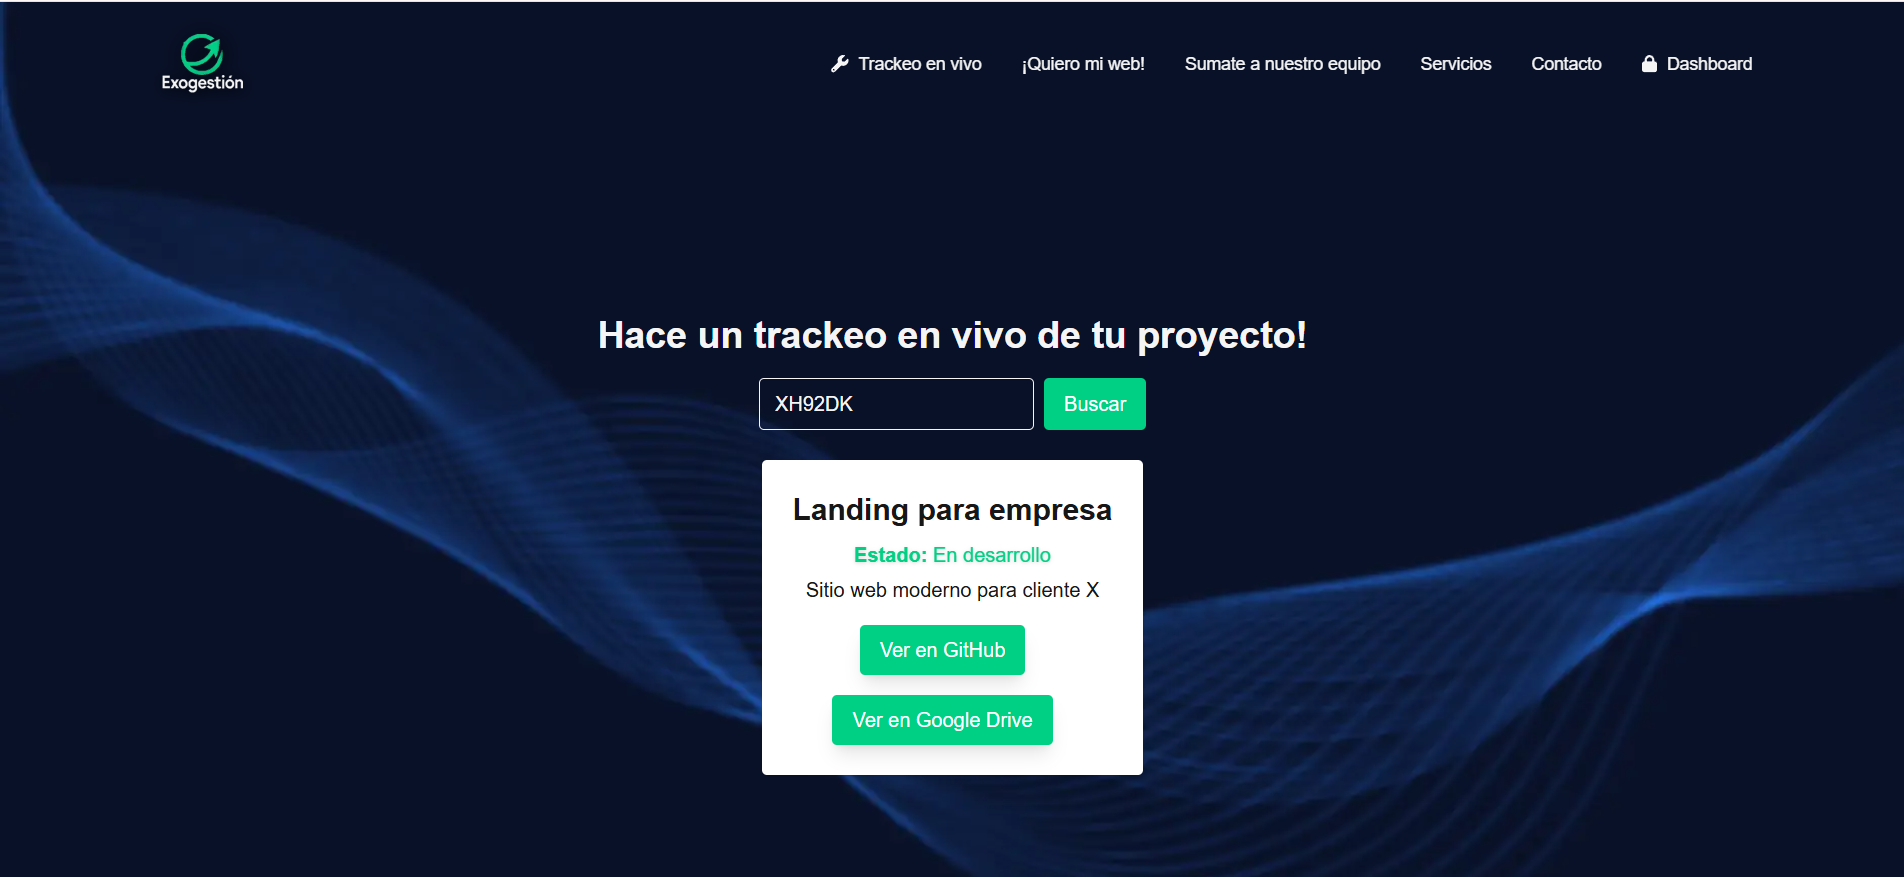 Exogestión
Trackeo en vivo
¡Quiero mi web!
Sumate a nuestro equipo
Servicios
Contacto
Dashboard
Hace un trackeo en vivo de tu proyecto!
XH92DK
Buscar
Landing para empresa
Estado: En desarrollo
Sitio web moderno para cliente X
Ver en GitHub
Ver en Google Drive